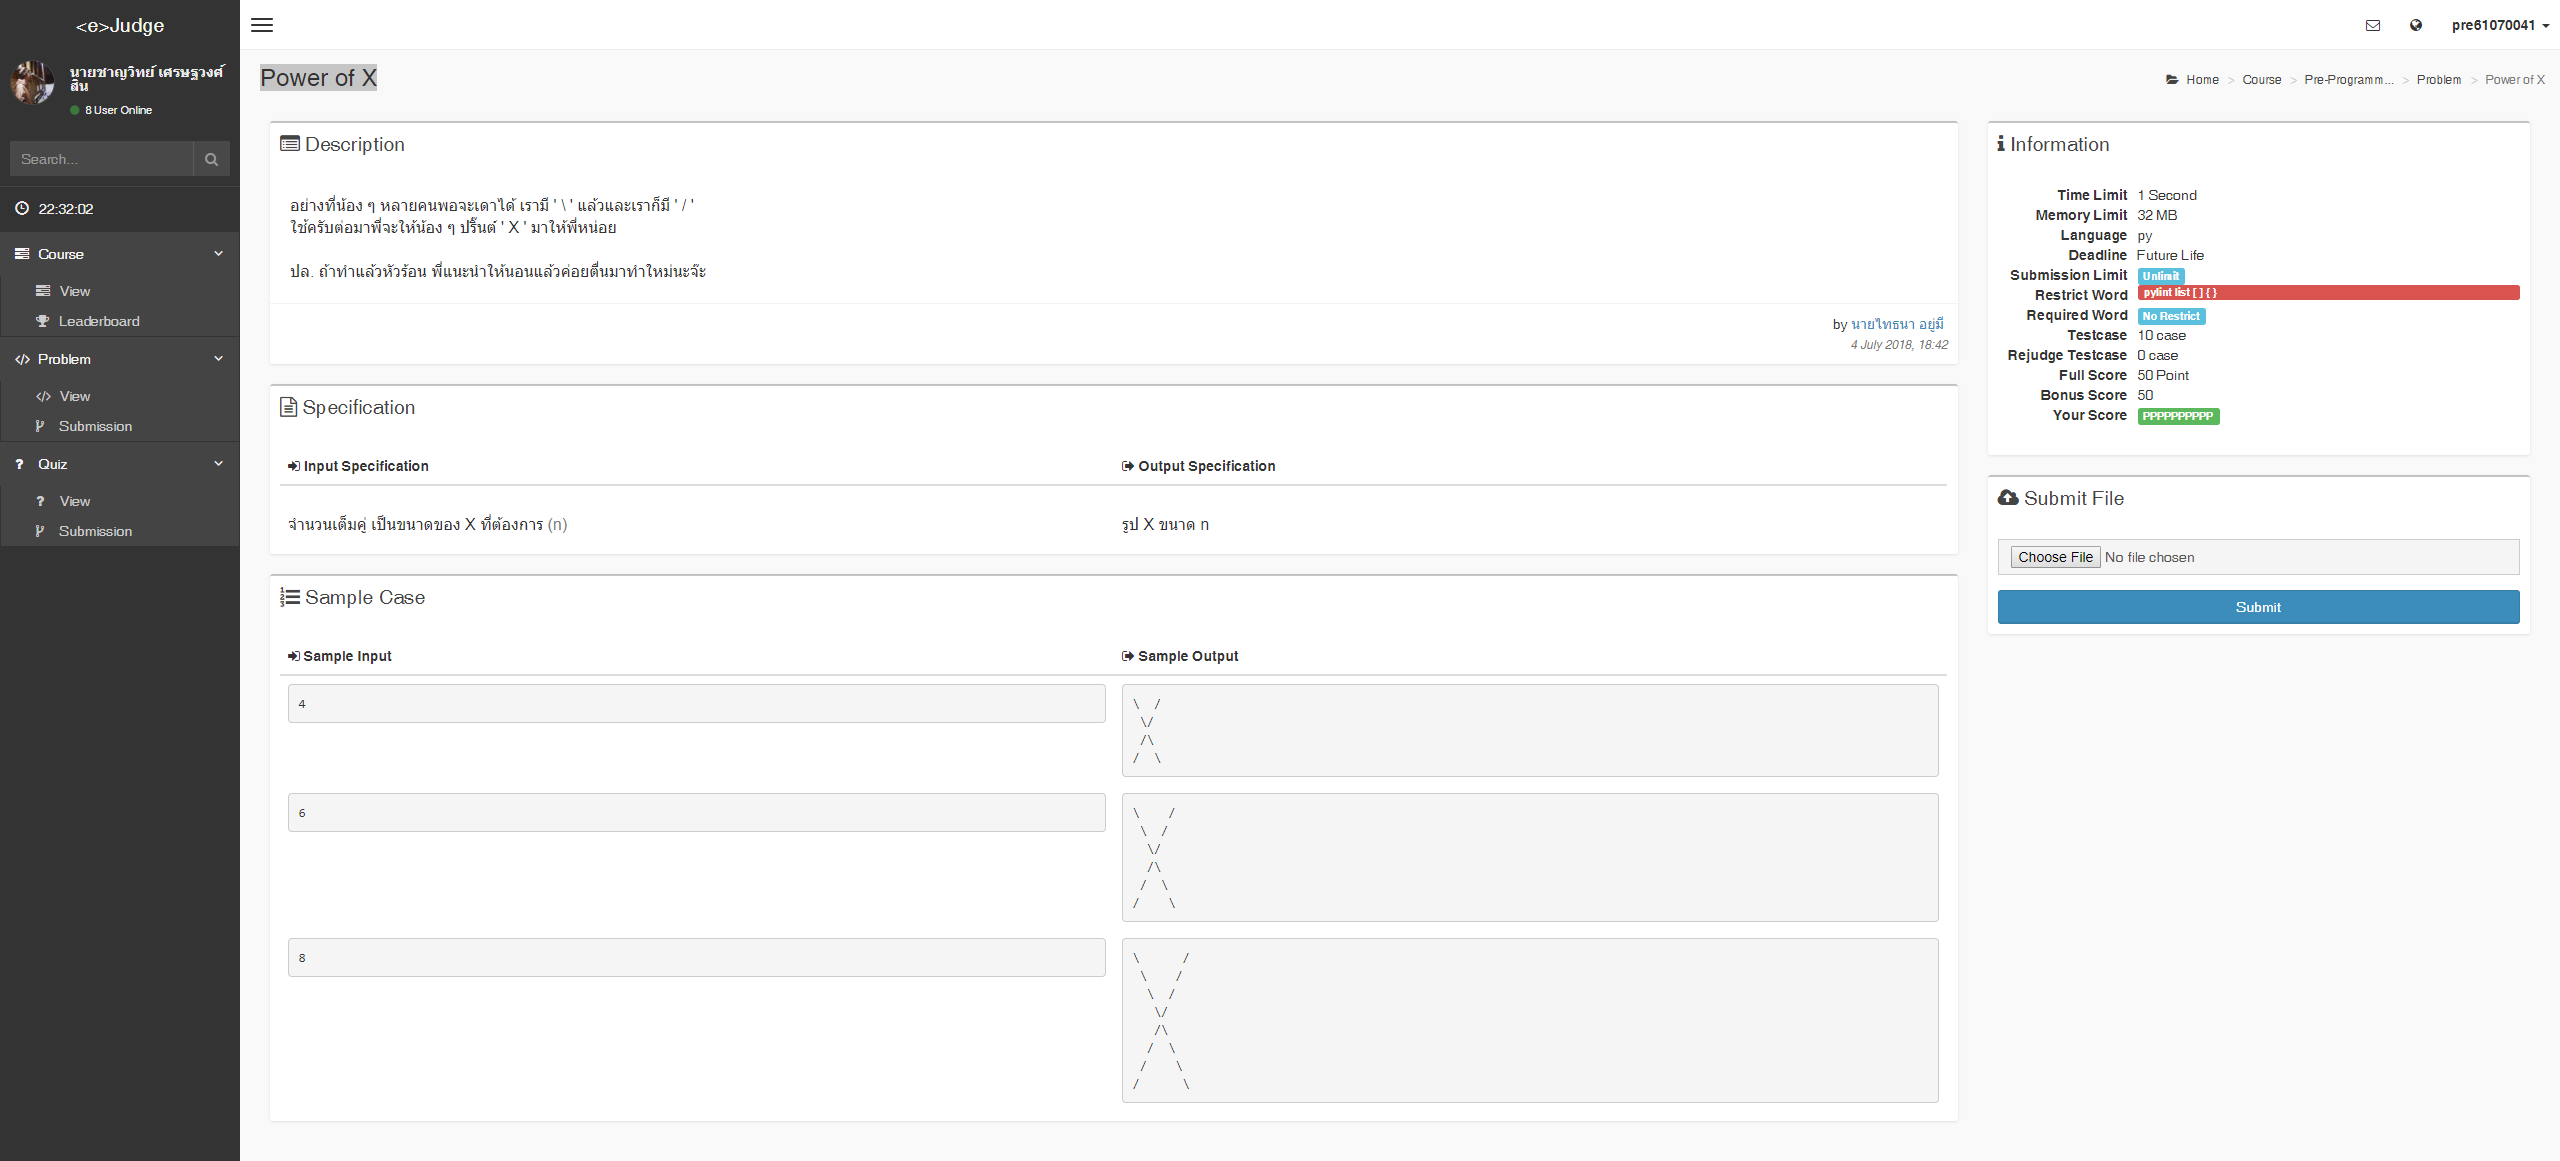 <e>Judge
pre61070041
นายชาญวิทย์ เศรษฐวงศ์
สิน
8 User Online
Search...
22:32:02
Course
View
Leaderboard
Problem
View
Submission
Quiz
View
Submission
Power of X
Home > Course > Pre-Programm... > Problem > Power of X
Description
อย่างที่น้อง ๆ หลายคนพอจะเดาได้ เรามี ' \ ' แล้วและเราก็มี ' / '
ใช้ครับต่อมาพี่จะให้น้อง ๆ ปริ๊นต์ ' X ' มาให้พี่หน่อย
ปล. ถ้าทำแล้วหัวร้อน พี่แนะนำให้นอนแล้วค่อยตื่นมาทำใหม่นะจ๊ะ
by นายไทธนา อยู่มี
4 July 2018, 18:42
Specification
Input Specification
Output Specification
จำนวนเต็มคู่ เป็นขนาดของ X ที่ต้องการ (n)
รูป X ขนาด n
Sample Case
Sample Input
Sample Output
4
\  /
 \/
 /\
/  \
6
\    /
 \  /
  \/
  /\
 /  \
/    \
8
\      /
 \    /
  \  /
   \/
   /\
  /  \
 /    \
/      \
Information
Time Limit 1 Second
Memory Limit 32 MB
Language py
Deadline Future Life
Submission Limit Unlimit
Restrict Word pylint list [ ] { }
Required Word No Restrict
Testcase 10 case
Rejudge Testcase 0 case
Full Score 50 Point
Bonus Score 50
Your Score PPPPPPPPPP
Submit File
Choose File No file chosen
Submit